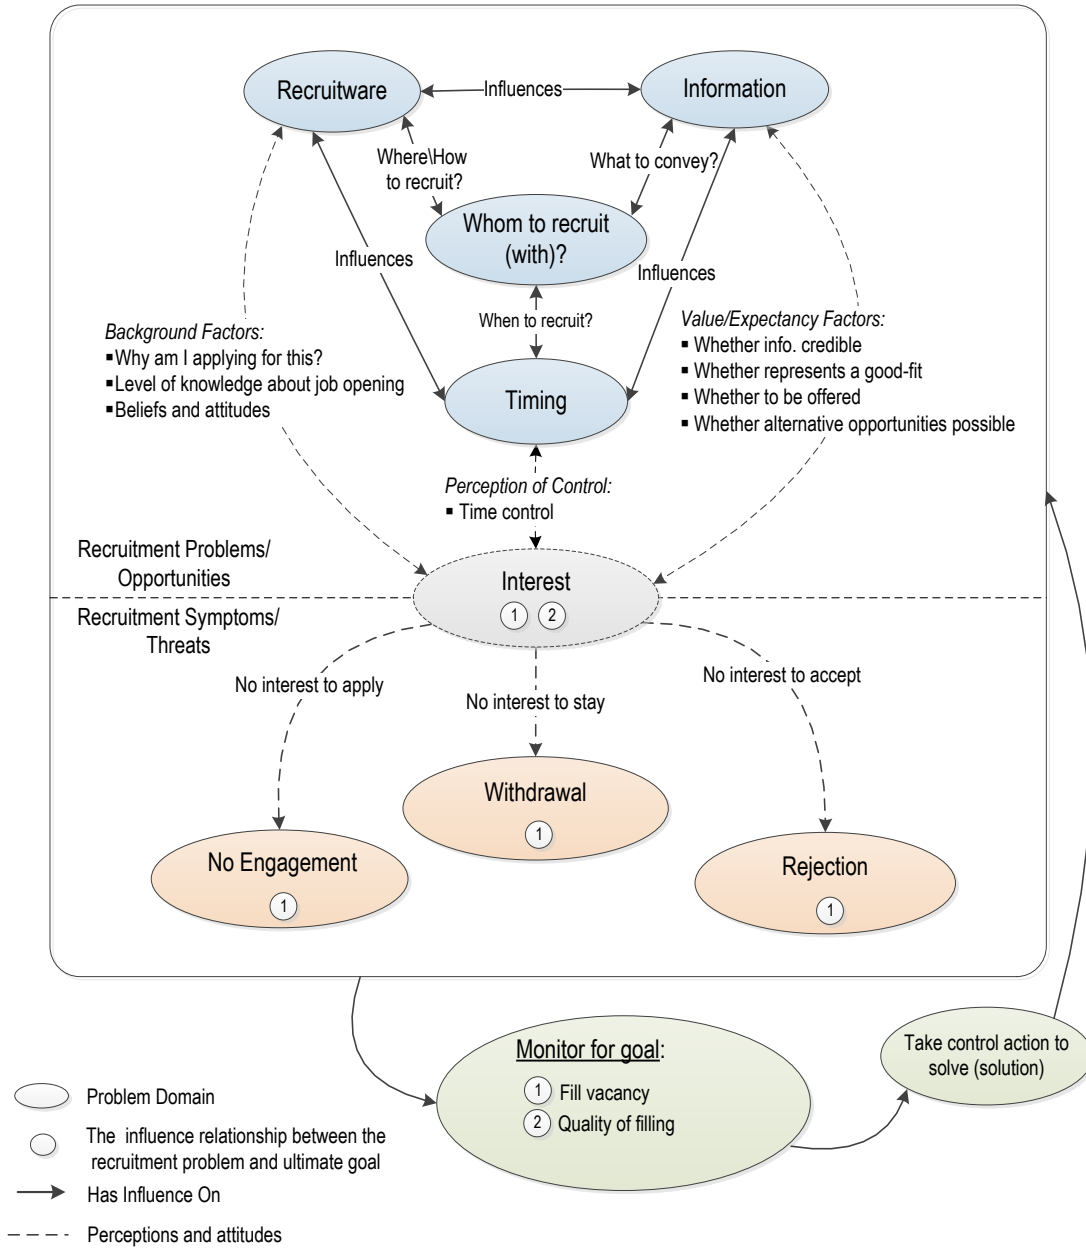 Recruitware
Influences
Information
Where\How
to recruit?
What to convey?
Whom to recruit
(with)?
Influences
Influences
When to recruit?
Background Factors:
▪Why am I applying for this?
▪Level of knowledge about job opening
▪Beliefs and attitudes
Value/Expectancy Factors:
▪ Whether info. credible
▪ Whether represents a good-fit
▪ Whether to be offered
▪ Whether alternative opportunities possible
Timing
Perception of Control:
▪ Time control
Recruitment Problems/
Opportunities
Interest
1 2
Recruitment Symptoms/
Threats
No interest to apply
No interest to stay
No interest to accept
Withdrawal
1
No Engagement
1
Rejection
1
Monitor for goal:
1 Fill vacancy
2 Quality of filling
Take control action to
solve (solution)
Problem Domain
The influence relationship between the
recruitment problem and ultimate goal
Has Influence On
Perceptions and attitudes